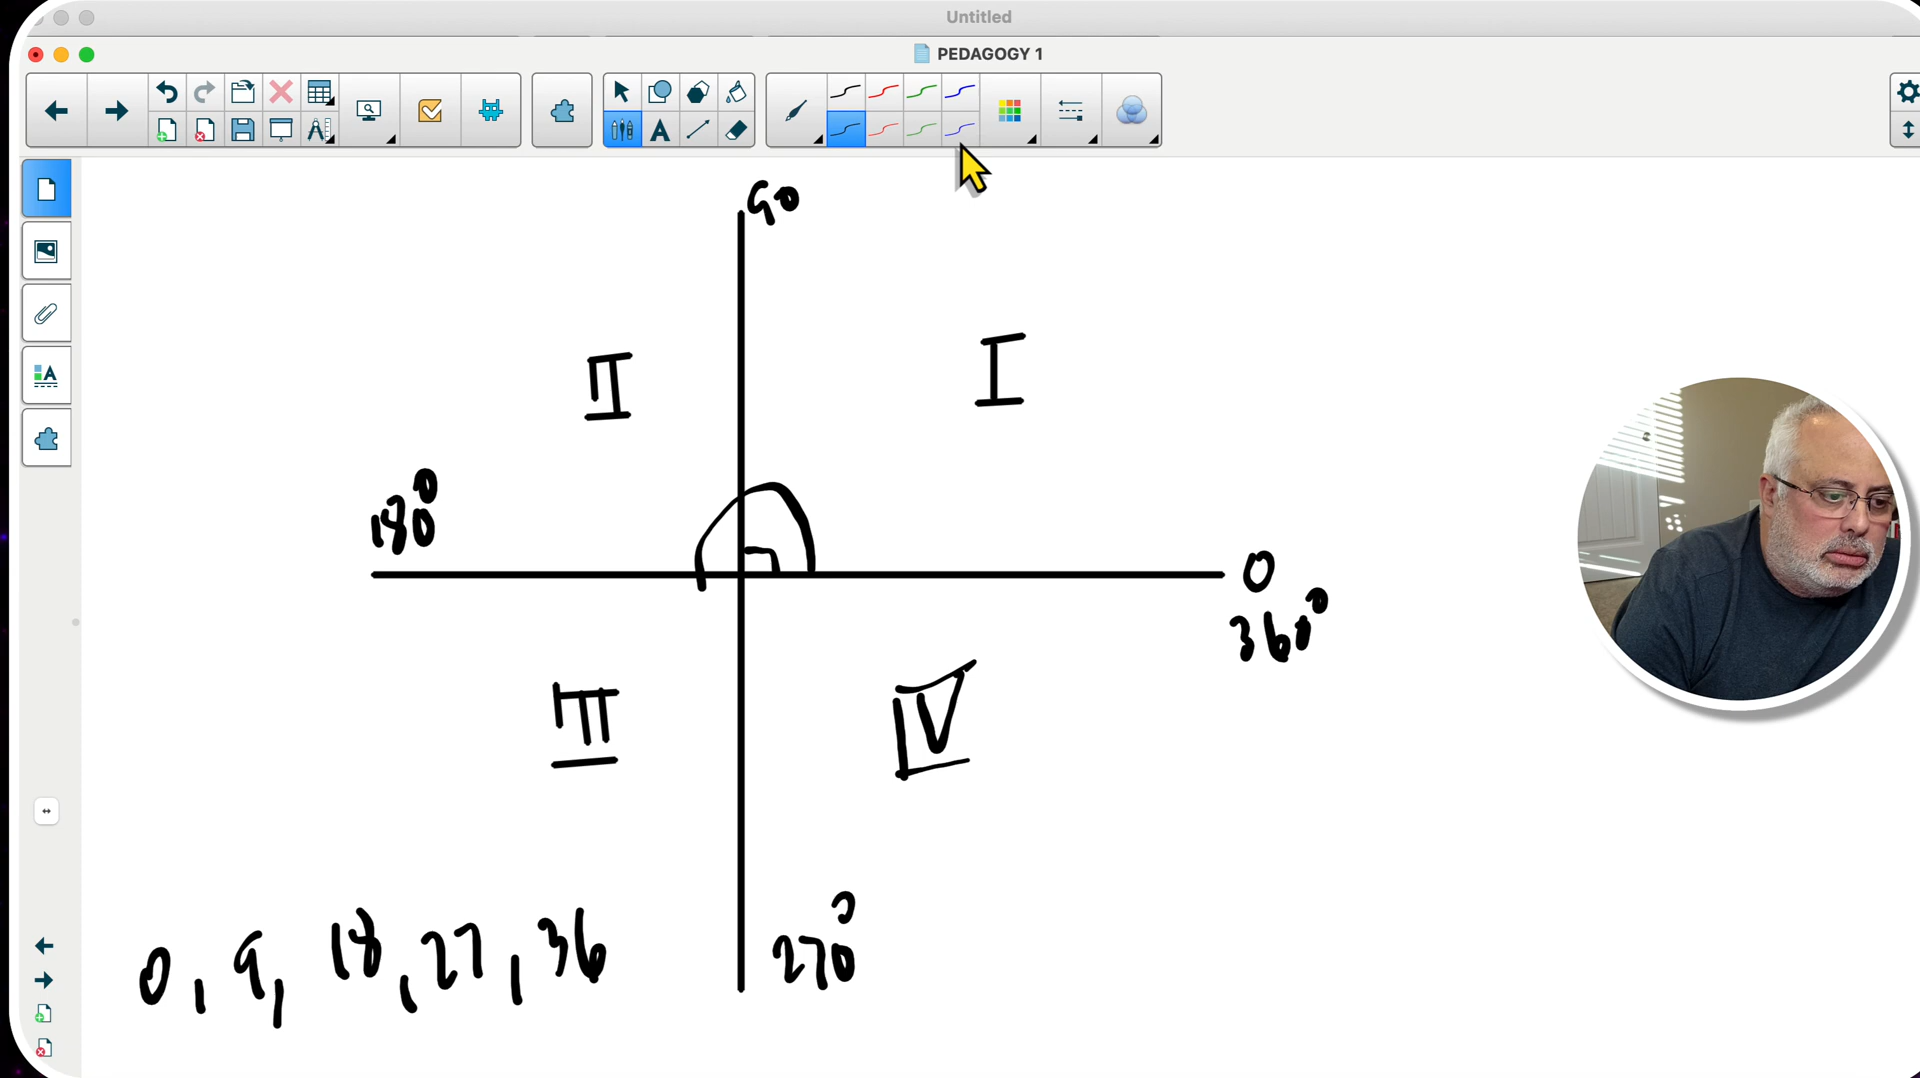 Untitled
PEDAGOGY 1
A
A
90
II
I
180°
0
360°
III
IV
270°
0, 9, 18, 27, 36